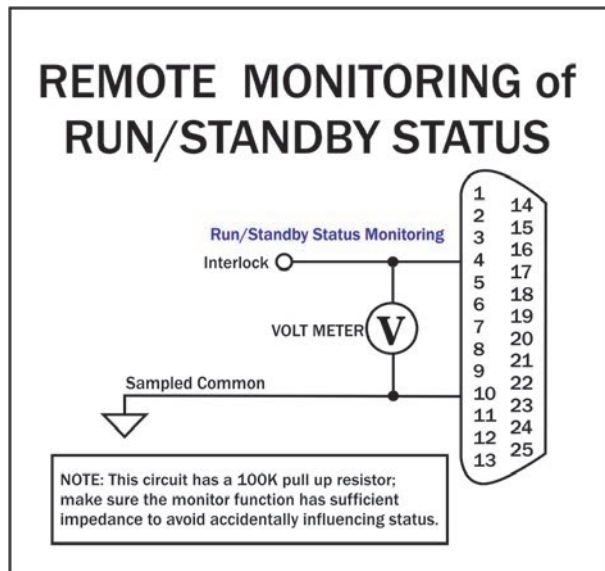 REMOTE MONITORING of
RUN/STANDBY STATUS
Run/Standby Status Monitoring
Interlock
VOLT METER
V
Sampled Common
1
2
3
4
5
6
7
8
9
10
11
12
13
14
15
16
17
18
19
20
21
22
23
24
25
NOTE: This circuit has a 100K pull up resistor;
make sure the monitor function has sufficient
impedance to avoid accidentally influencing status.